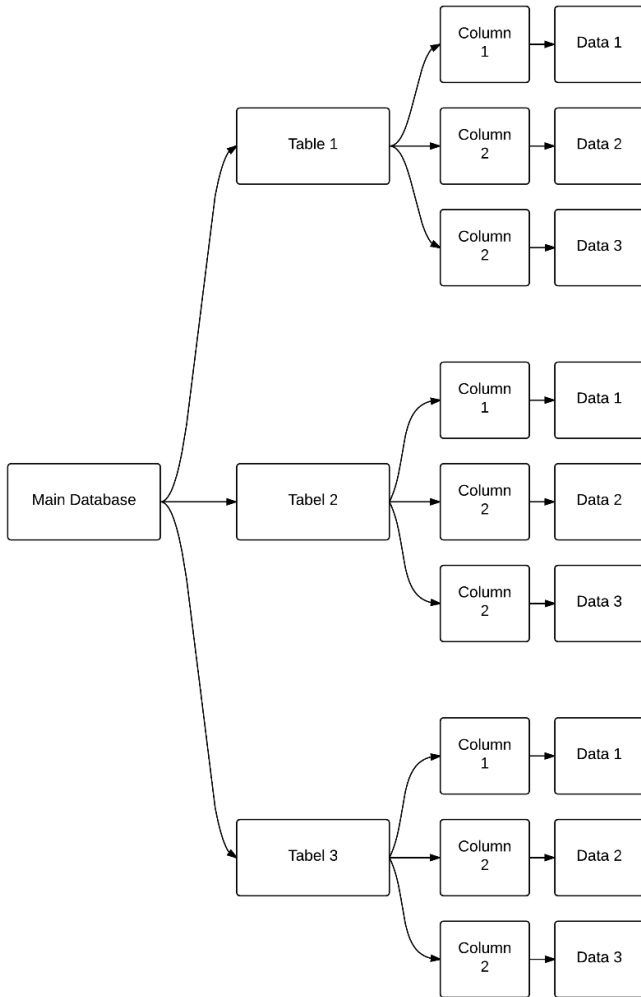 Column
1
Data 1
Table 1
Column
2
Data 2
Column
2
Data 3
Column
1
Data 1
Main Database
Tabel 2
Column
2
Data 2
Column
2
Data 3
Column
1
Data 1
Tabel 3
Column
2
Data 2
Column
2
Data 3